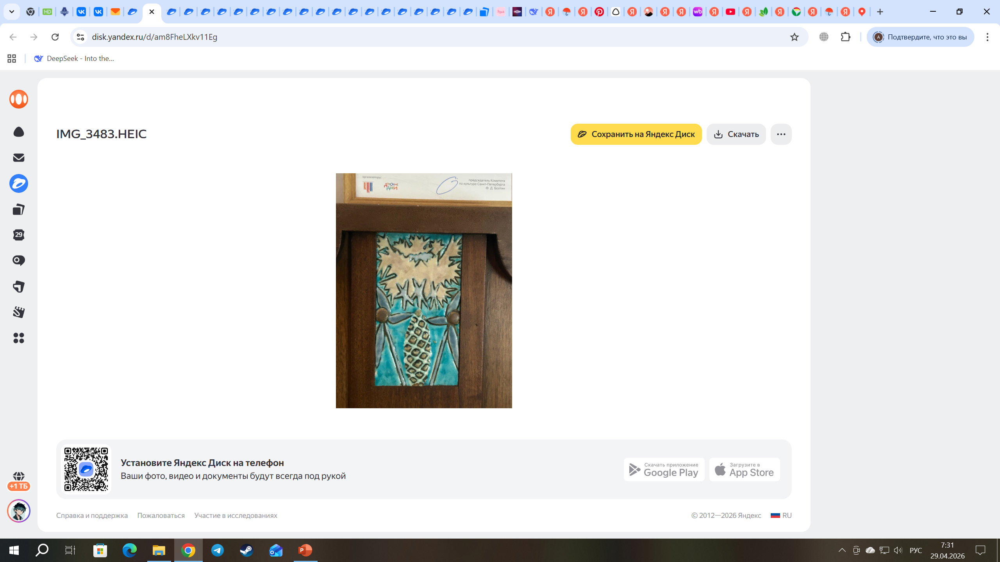 disk.yandex.ru/d/am8FheLXkv11Eg
Подтвердите, что это вы
DeepSeek - Into the...
IMG_3483.HEIC
Сохранить на Яндекс Диск
Скачать
организаторы:
ДЕТСКИЕ
ДНИ
председатель Комитета
по культуре Санкт-Петербурга
Ф. Д. Болтин
29
+1 ТБ
Установите Яндекс Диск на телефон
Ваши фото, видео и документы будут всегда под рукой
Скачать приложение
Google Play
Загрузите в
App Store
Справка и поддержка
Пожаловаться
Участие в исследованиях
© 2012—2026 Яндекс
RU
РУС
7:31
29.04.2026